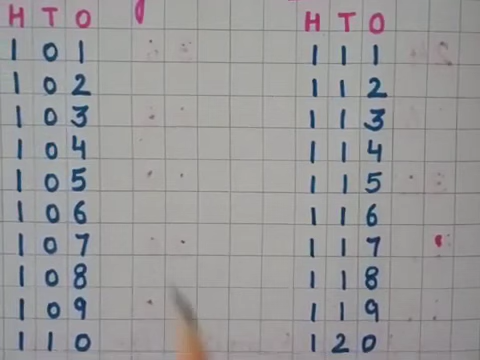 H T O
1 0 1
1 0 2
1 0 3
1 0 4
1 0 5
1 0 6
1 0 7
1 0 8
1 0 9
1 1 0
H T O
1 1 1
1 1 2
1 1 3
1 1 4
1 1 5
1 1 6
1 1 7
1 1 8
1 1 9
1 2 0